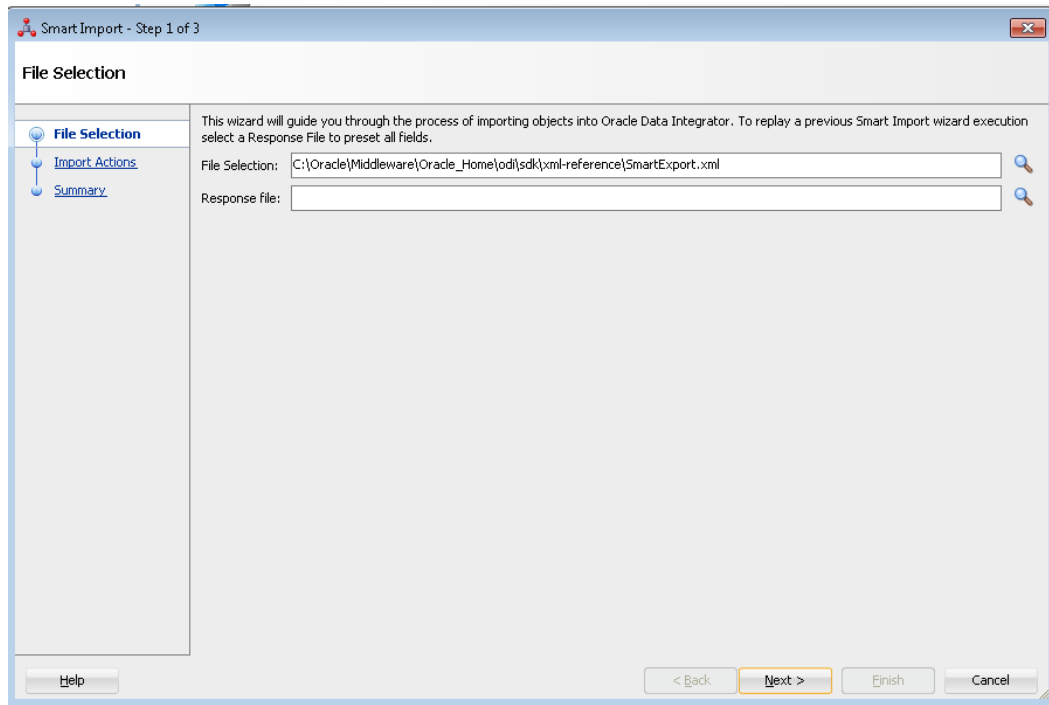 Smart Import - Step 1 of 3
File Selection
File Selection
Import Actions
Summary
This wizard will guide you through the process of importing objects into Oracle Data Integrator. To replay a previous Smart Import wizard execution
select a Response File to preset all fields.
File Selection: C:\Oracle\Middleware\Oracle_Home\odi\sdk\xml-reference\SmartExport.xml
Response file:
Help
< Back
Next >
Finish
Cancel